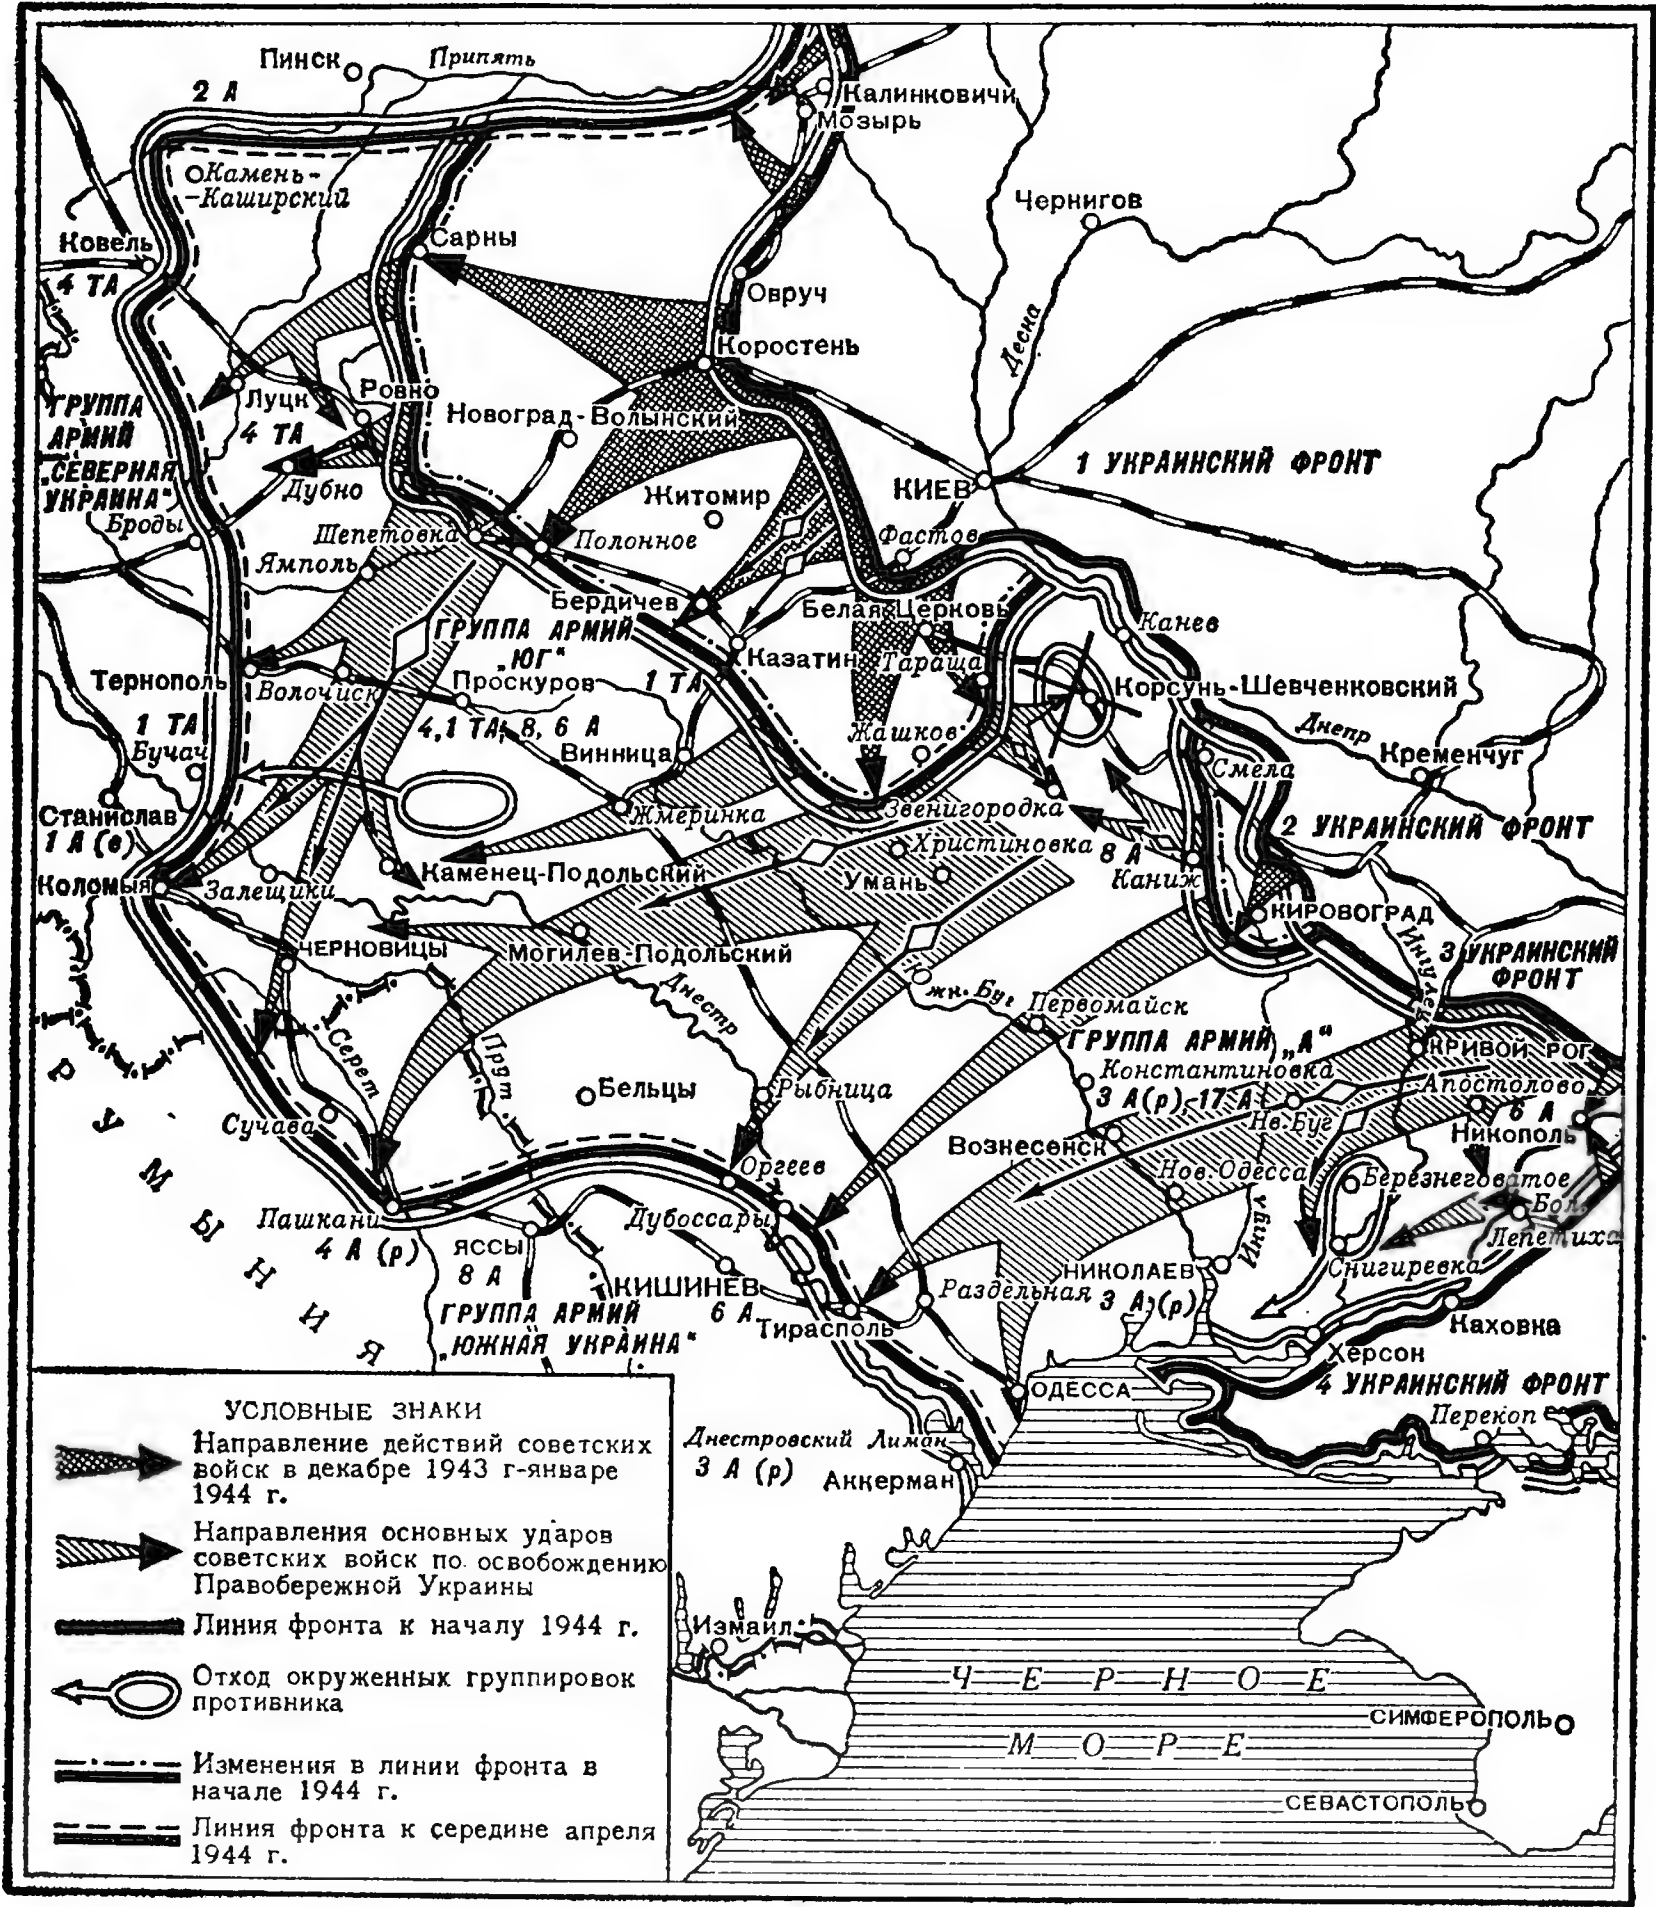 Пинск
Припять
2 А
Калинковичи
Мозырь
Камень-
-Каширский
Чернигов
Сарны
Ковель
4 ТА
Овруч
Десна
Коростень
Луцк
4 ТА
Ровно
Новоград-Волынский
ГРУППА
АРМИЙ
„СЕВЕРНАЯ
УКРАИНА“
1 УКРАИНСКИЙ ФРОНТ
КИЕВ
Дубно
Житомир
Броды
Шепетовка
Полонное
Фастов
Ямполь
Бердичев
Белая Церковь
Канев
ГРУППА АРМИЙ
„ЮГ“
Казатин
Тараща
Тернополь
Волочиск
Проскуров
1 ТА
Корсунь-Шевченковский
1 ТА
4,1 ТА, 8, 6 А
Днепр
Бучач
Винница
Жашков
Смела
Кременчуг
Станислав
1 А (в)
Жмеринка
Звенигородка
2 УКРАИНСКИЙ ФРОНТ
Христиновка
8 А
Коломыя
Залещики
Каменец-Подольский
Умань
Каниж
КИРОВОГРАД
ЧЕРНОВИЦЫ
Могилев-Подольский
Ингулец
3 УКРАИНСКИЙ
ФРОНТ
Днестр
Южн. Буг
Первомайск
Серет
Прут
ГРУППА АРМИЙ „А“
КРИВОЙ РОГ
Бельцы
Рыбница
Константиновка
3 А(р),-17 А
Апостолово
6 А
Сучава
Нв. Буг
Никополь
Вознесенск
Оргеев
Нов. Одесса
Березнеговатое
Бол.
Лепетиха
Пашкани
4 А (р)
Дубоссары
Ингул
Снигиревка
ЯССЫ
8 А
КИШИНЕВ
6 А
НИКОЛАЕВ
3 А (р)
Раздельная
Каховка
ГРУППА АРМИЙ
„ЮЖНАЯ УКРАИНА“
Тирасполь
Херсон
РУМЫНИЯ
ОДЕССА
4 УКРАИНСКИЙ ФРОНТ
Перекоп
Днестровский Лиман
3 А (р)
Аккерман
УСЛОВНЫЕ ЗНАКИ
Направление действий советских
войск в декабре 1943 г-январе
1944 г.
Направления основных ударов
советских войск по освобождению
Правобережной Украины
Линия фронта к началу 1944 г.
Отход окруженных группировок
противника
Изменения в линии фронта в
начале 1944 г.
Линия фронта к середине апреля
1944 г.
Измаил
ЧЕРНОЕ
МОРЕ
СИМФЕРОПОЛЬ
СЕВАСТОПОЛЬ